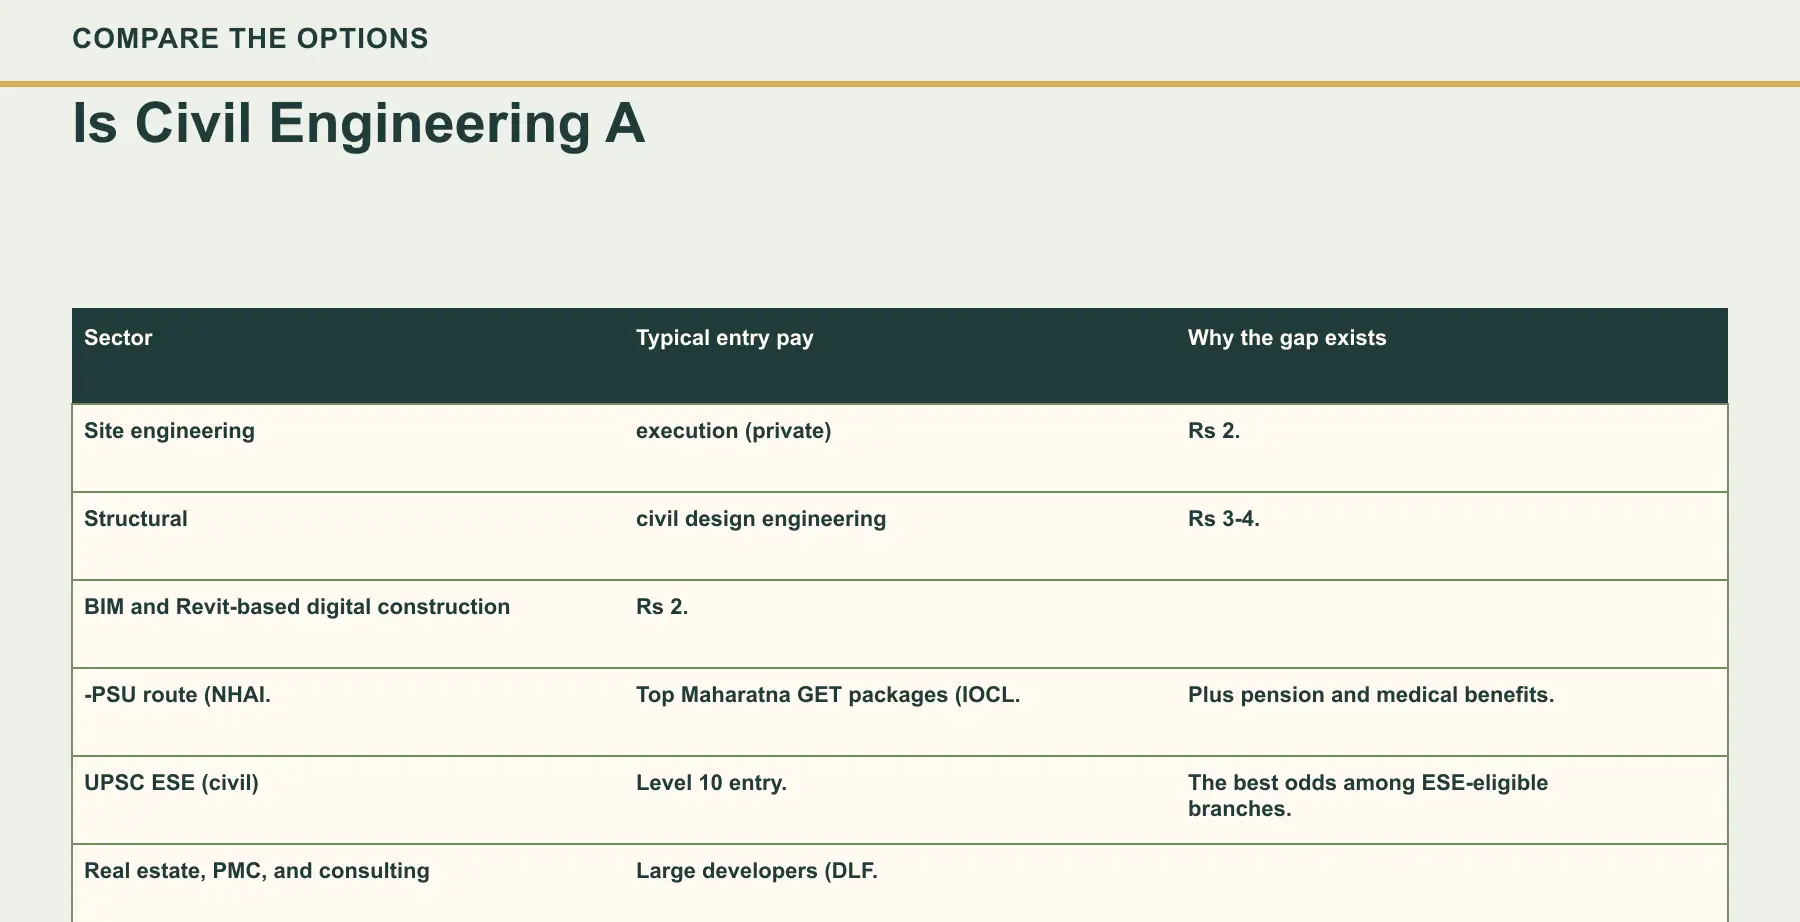 COMPARE THE OPTIONS
Is Civil Engineering A
Sector Typical entry pay Why the gap exists
Site engineering execution (private) Rs 2.
Structural civil design engineering Rs 3-4.
BIM and Revit-based digital construction Rs 2.
-PSU route (NHAI. Top Maharatna GET packages (IOCL. Plus pension and medical benefits.
UPSC ESE (civil) Level 10 entry. The best odds among ESE-eligible
branches.
Real estate, PMC, and consulting Large developers (DLF.